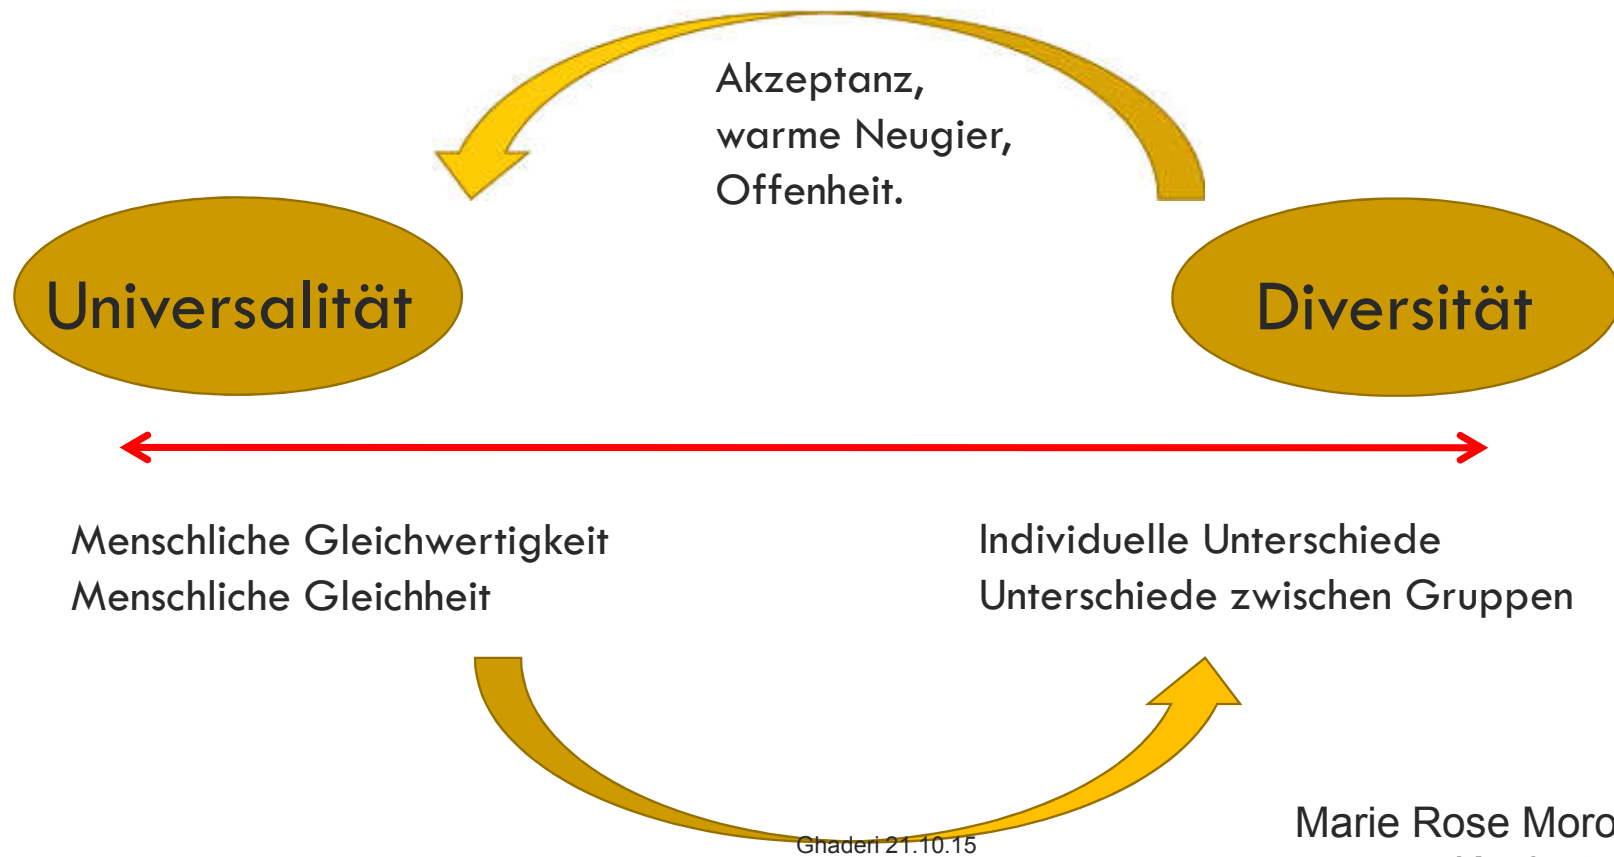 Akzeptanz,
warme Neugier,
Offenheit.
Universalität
Diversität
Menschliche Gleichwertigkeit
Menschliche Gleichheit
Individuelle Unterschiede
Unterschiede zwischen Gruppen
Ghaderi 21.10.15
Marie Rose Moro